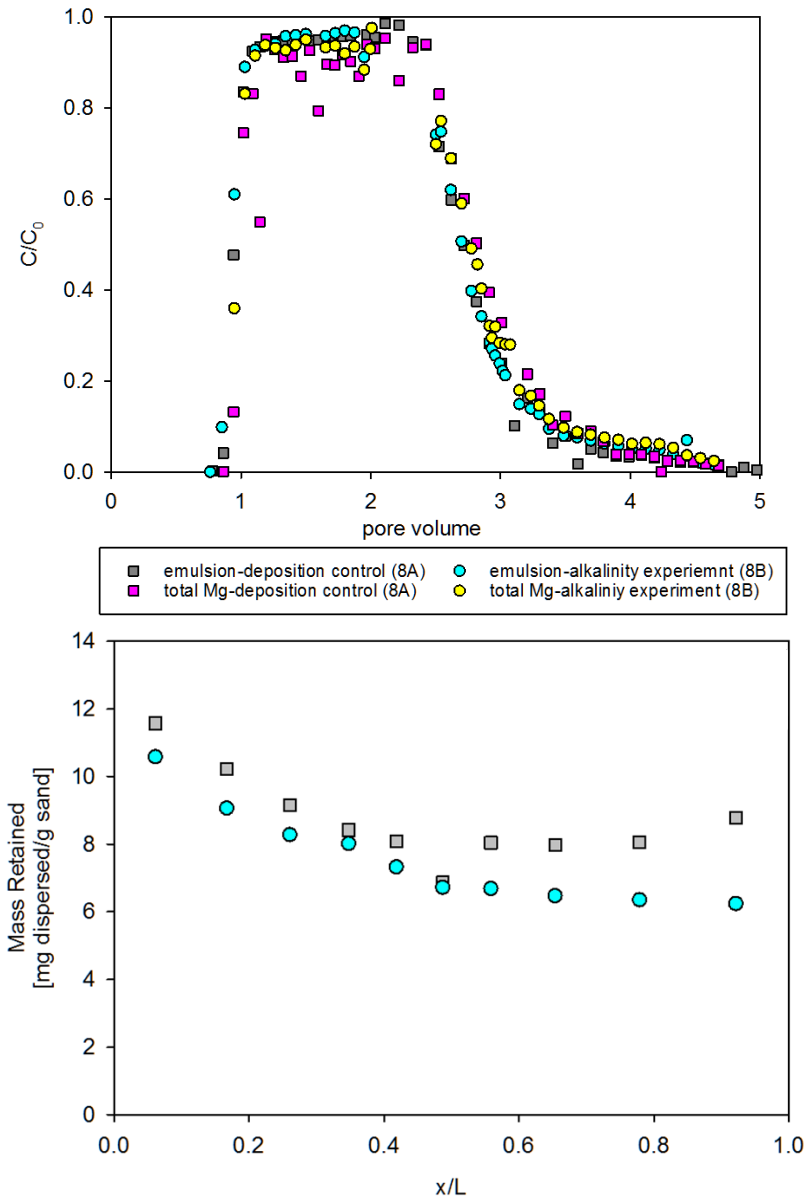 1.0
0.8
0.6
0.4
0.2
0.0
C/C0
0 1 2 3 4 5
pore volume
emulsion-deposition control (8A) emulsion-alkalinity experiemnt (8B)
total Mg-deposition control (8A) total Mg-alkaliniy experiment (8B)
14
12
10
8
6
4
2
0
Mass Retained
[mg dispersed/g sand]
0.0 0.2 0.4 0.6 0.8 1.0
x/L